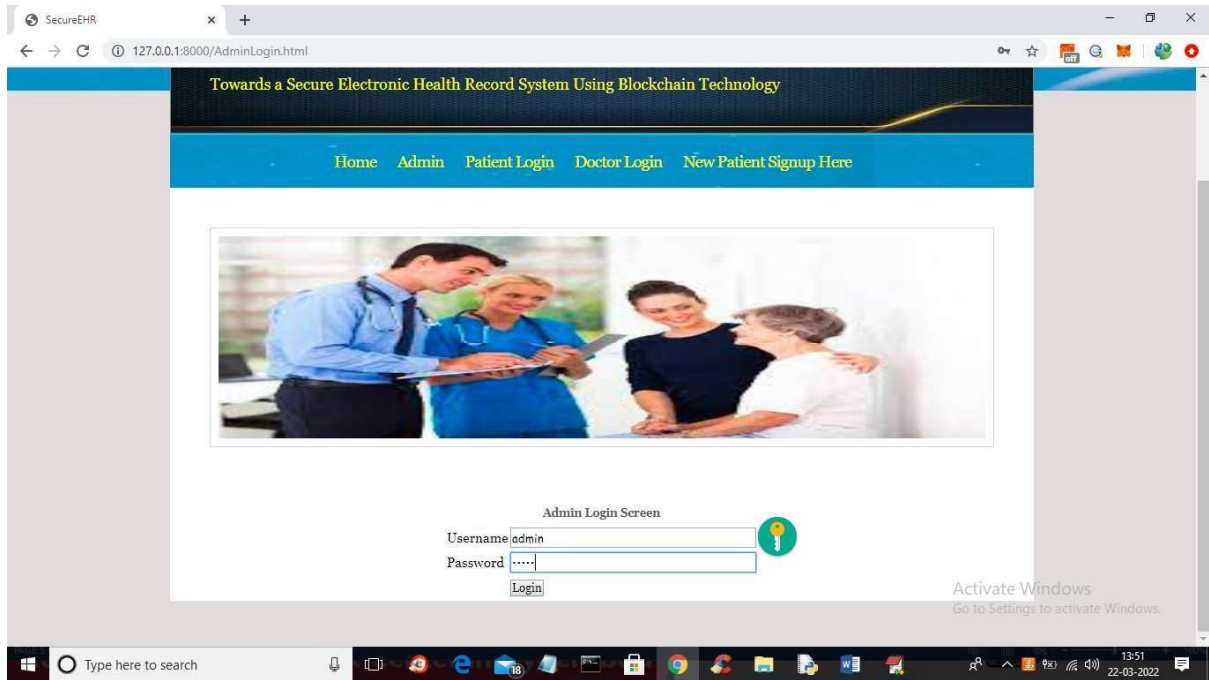 SecureEHR
127.0.0.1:8000/AdminLogin.html
off
Towards a Secure Electronic Health Record System Using Blockchain Technology
Home Admin Patient Login Doctor Login New Patient Signup Here
Admin Login Screen
Username admin
Password •••••
Login
Activate Windows
Go to Settings to activate Windows.
Type here to search
18
13:51
22-03-2022